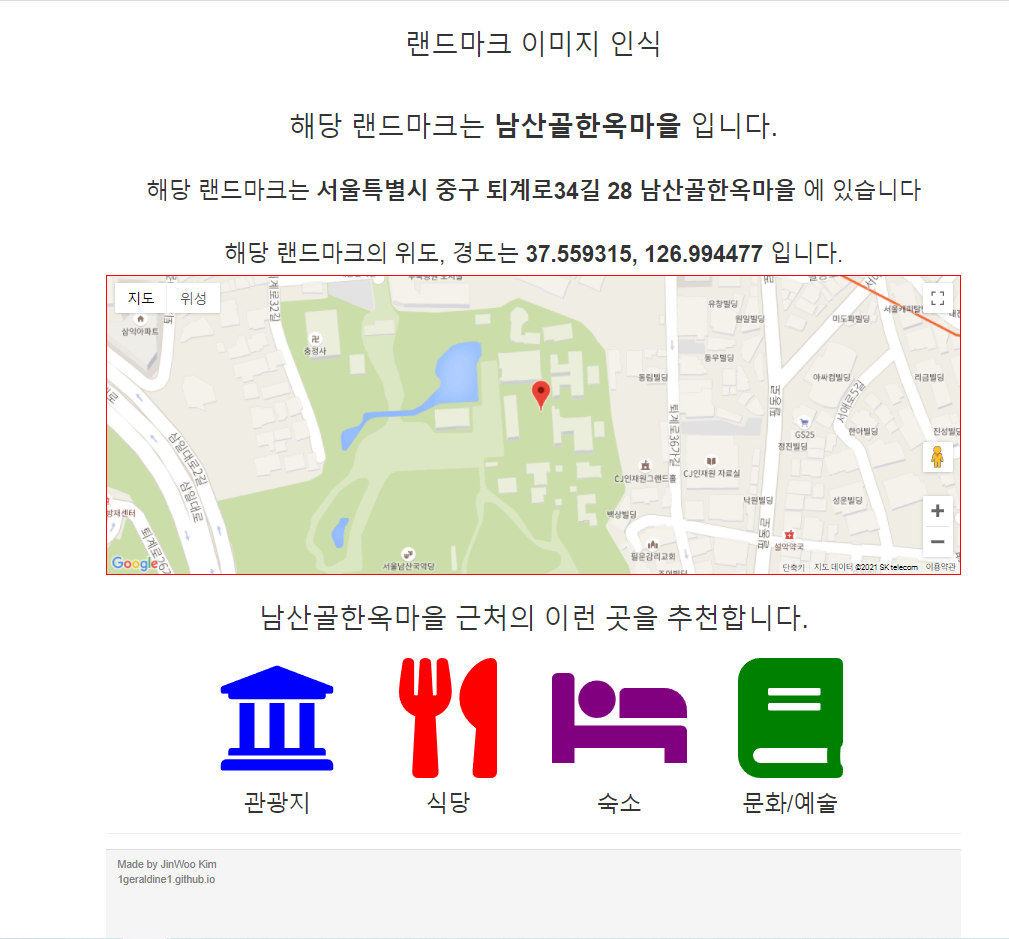 랜드마크 이미지 인식
해당 랜드마크는 남산골한옥마을 입니다.
해당 랜드마크는 서울특별시 중구 퇴계로34길 28 남산골한옥마을 에 있습니다
해당 랜드마크의 위도, 경도는 37.559315, 126.994477 입니다.
지도 위성
삼익아파트
퇴계로32길
충정사
유창빌딩
원일빌딩
미도파빌딩
동우빌딩
동림빌딩
아싸컴빌딩
리금빌딩
필동로
서애로5길
GS25
정진빌딩
한아빌딩
진성빌딩
퇴계로36가길
삼일대로2길
삼일대로
CJ인재원그랜드홀
CJ인재원 자료실
낙원빌딩
성운빌딩
백상빌딩
필동로
설악약국
필운감리교회
퇴계로26길
서울남산국악당
Google
단축키 지도 데이터 ©2021 SK telecom 이용약관
남산골한옥마을 근처의 이런 곳을 추천합니다.
관광지 식당 숙소 문화/예술
Made by JinWoo Kim
1geraldine1.github.io